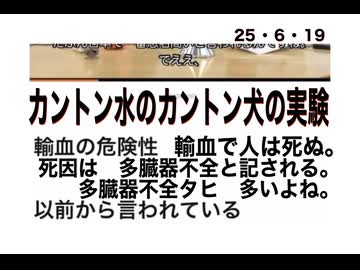 25・6・19
てええ、
カントン水のカントン犬の実験
輸血の危険性 輸血で人は死ぬ。
死因は 多臓器不全と記される。
多臓器不全タヒ 多いよね。
以前から言われている